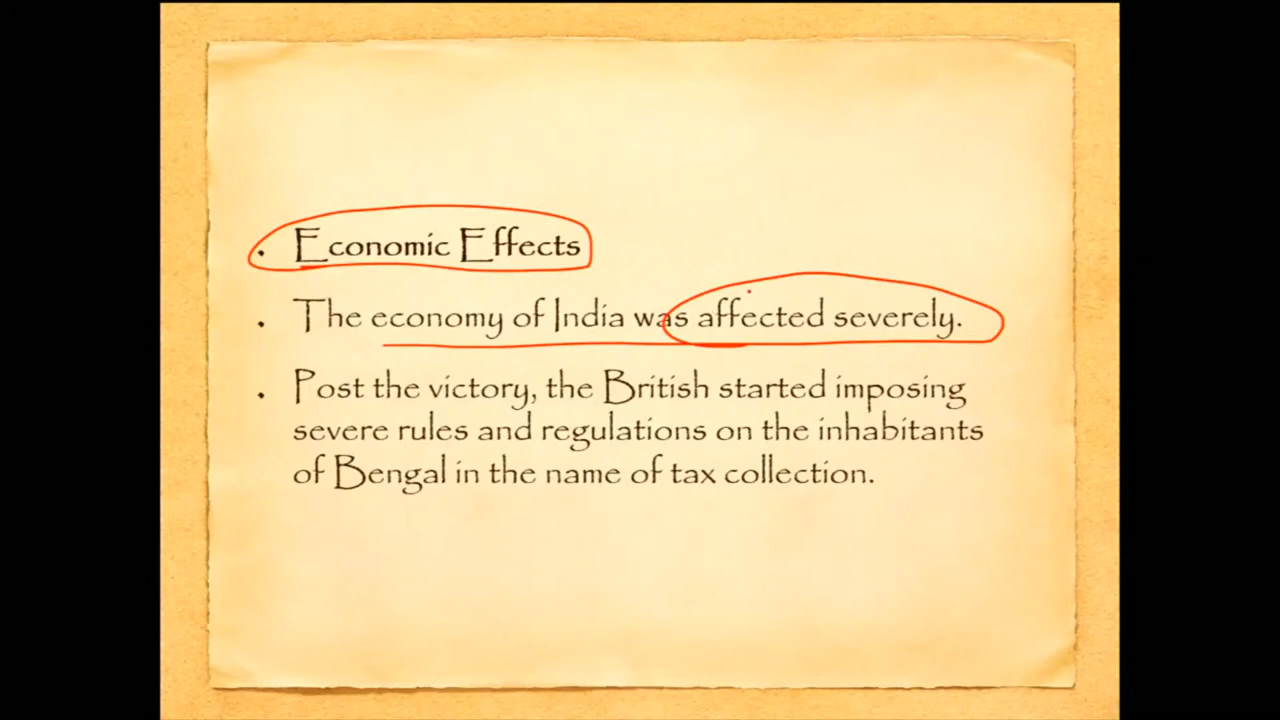 . Economic Effects
. The economy of India was affected severely.
. Post the victory, the British started imposing
severe rules and regulations on the inhabitants
of Bengal in the name of tax collection.